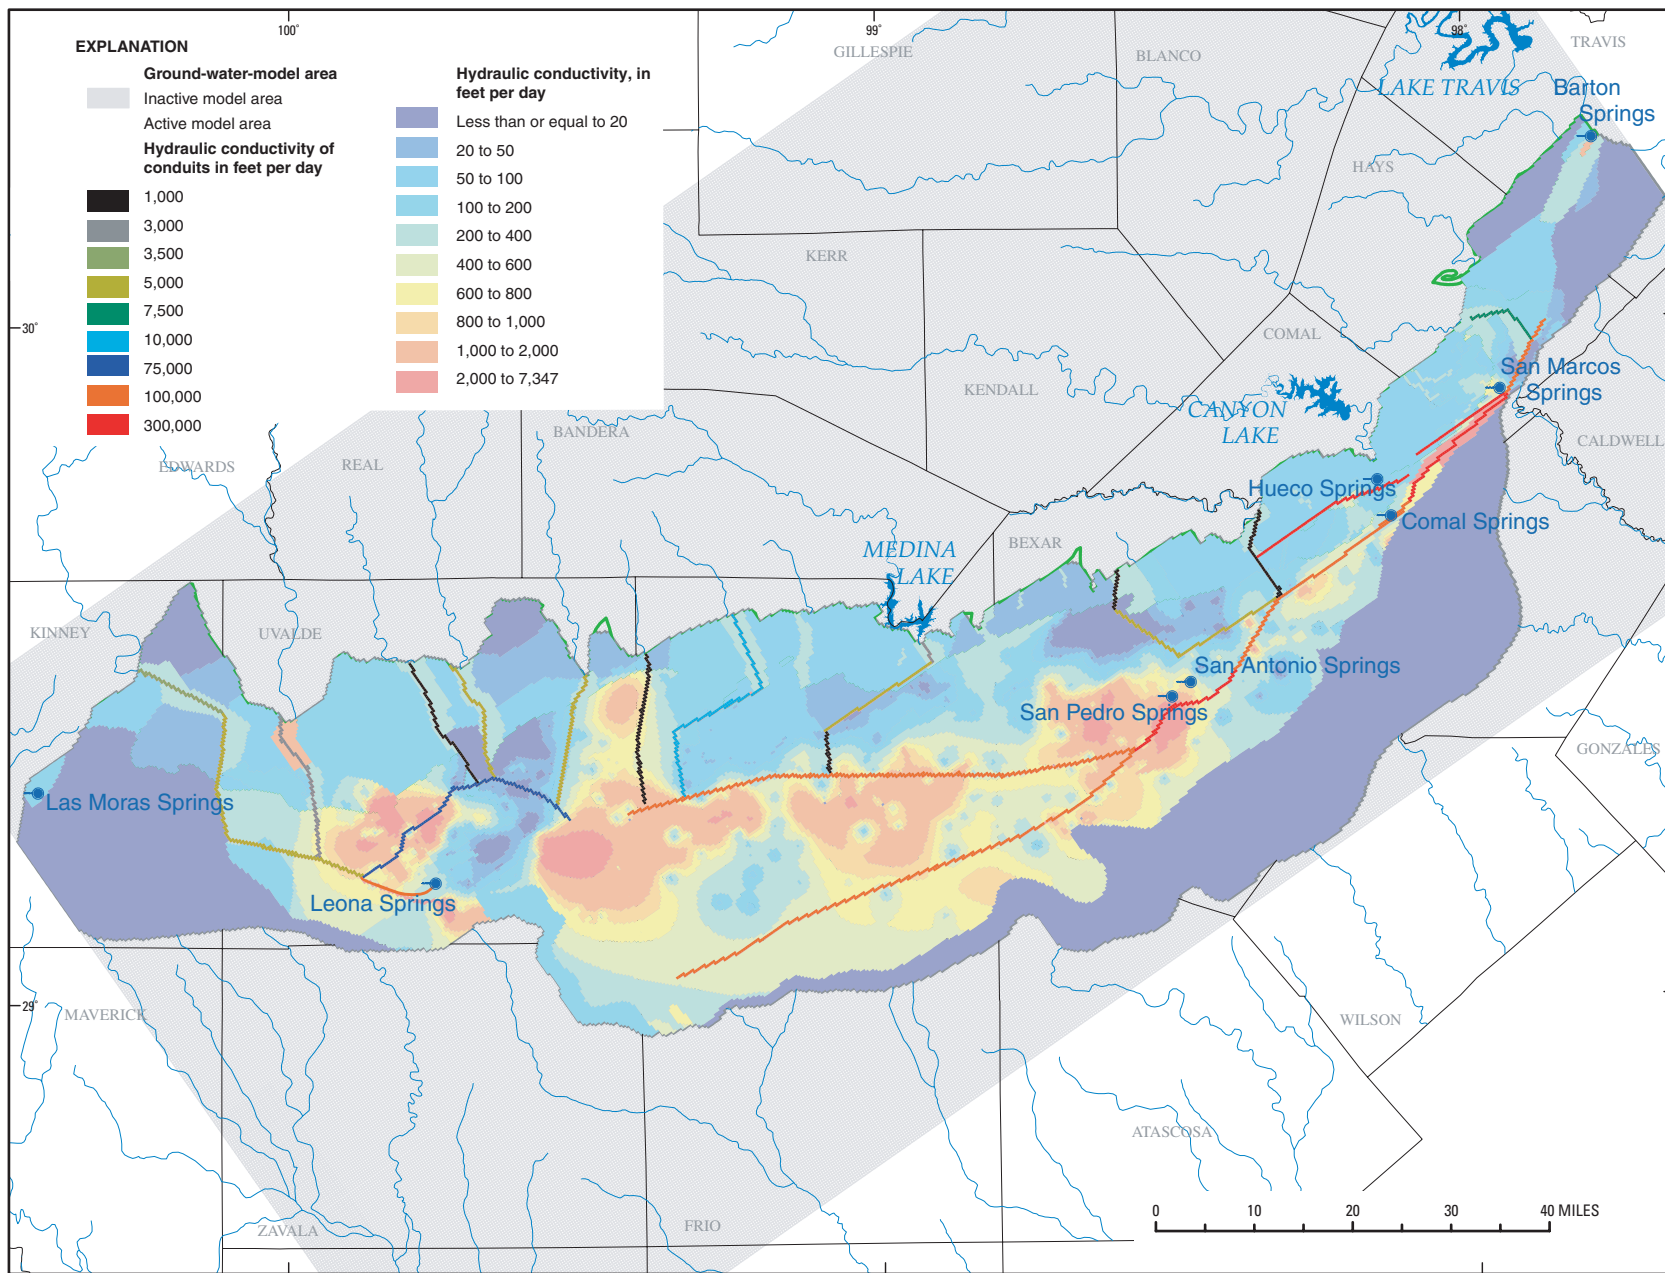 100°
99°
98°
TRAVIS
GILLESPIE
BLANCO
LAKE TRAVIS
Barton
Springs
EXPLANATION
Ground-water-model area
Inactive model area
Active model area
Hydraulic conductivity of
conduits in feet per day
1,000
3,000
3,500
5,000
7,500
10,000
75,000
100,000
300,000
Hydraulic conductivity, in
feet per day
Less than or equal to 20
20 to 50
50 to 100
100 to 200
200 to 400
400 to 600
600 to 800
800 to 1,000
1,000 to 2,000
2,000 to 7,347
HAYS
KERR
30°
COMAL
KENDALL
CANYON
LAKE
San Marcos
Springs
CALDWELL
BANDERA
EDWARDS
REAL
Hueco Springs
Comal Springs
BEXAR
MEDINA
LAKE
KINNEY
UVALDE
San Antonio Springs
San Pedro Springs
GONZALES
Las Moras Springs
Leona Springs
29°
MAVERICK
WILSON
ATASCOSA
ZAVALA
FRIO
0 10 20 30 40 MILES